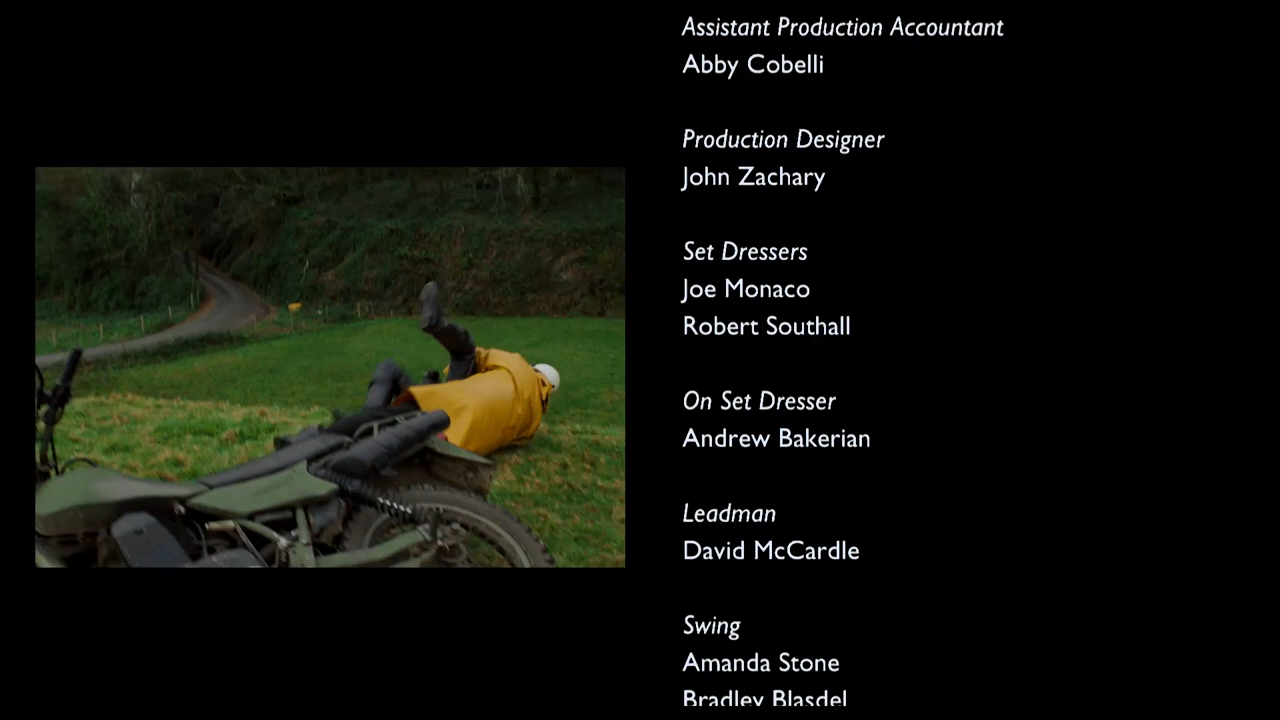 Assistant Production Accountant
Abby Cobelli
Production Designer
John Zachary
Set Dressers
Joe Monaco
Robert Southall
On Set Dresser
Andrew Bakerian
Leadman
David McCardle
Swing
Amanda Stone
Bradley Blasdel